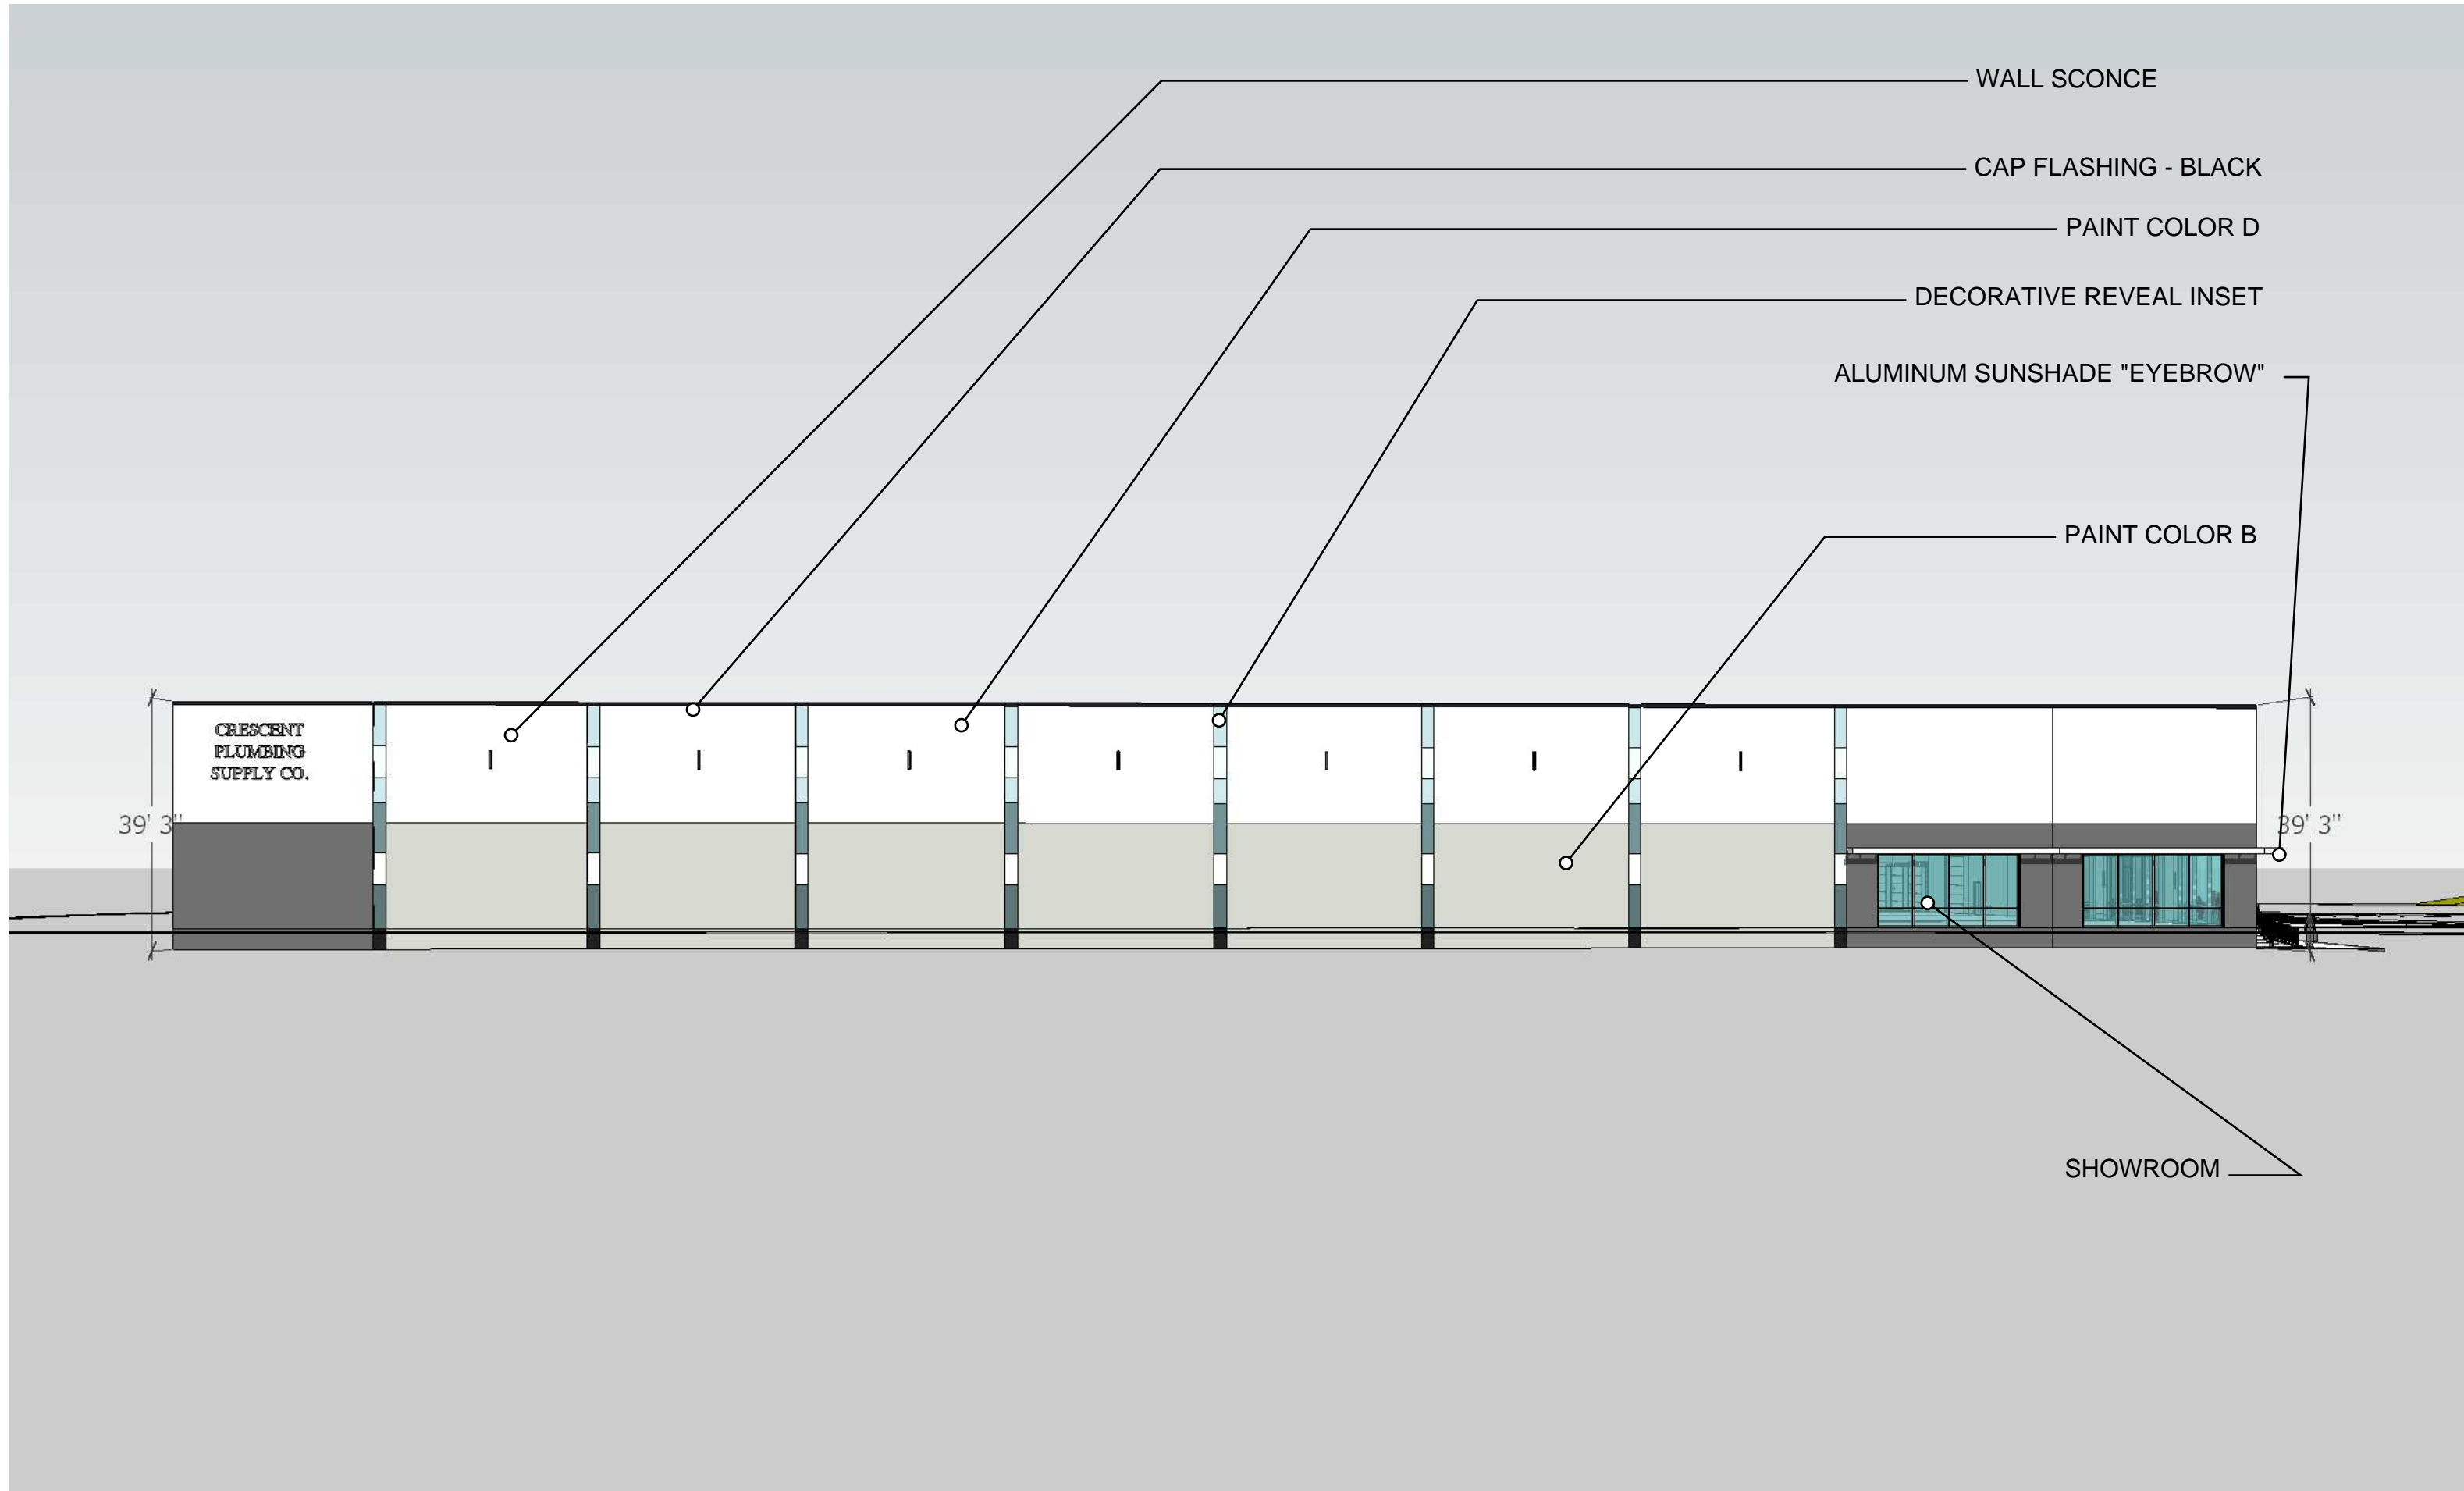 WALL SCONCE
CAP FLASHING - BLACK
PAINT COLOR D
DECORATIVE REVEAL INSET
ALUMINUM SUNSHADE "EYEBROW"
PAINT COLOR B
CRESCENT
PLUMBING
SUPPLY CO.
39' 3"
39' 3"
SHOWROOM